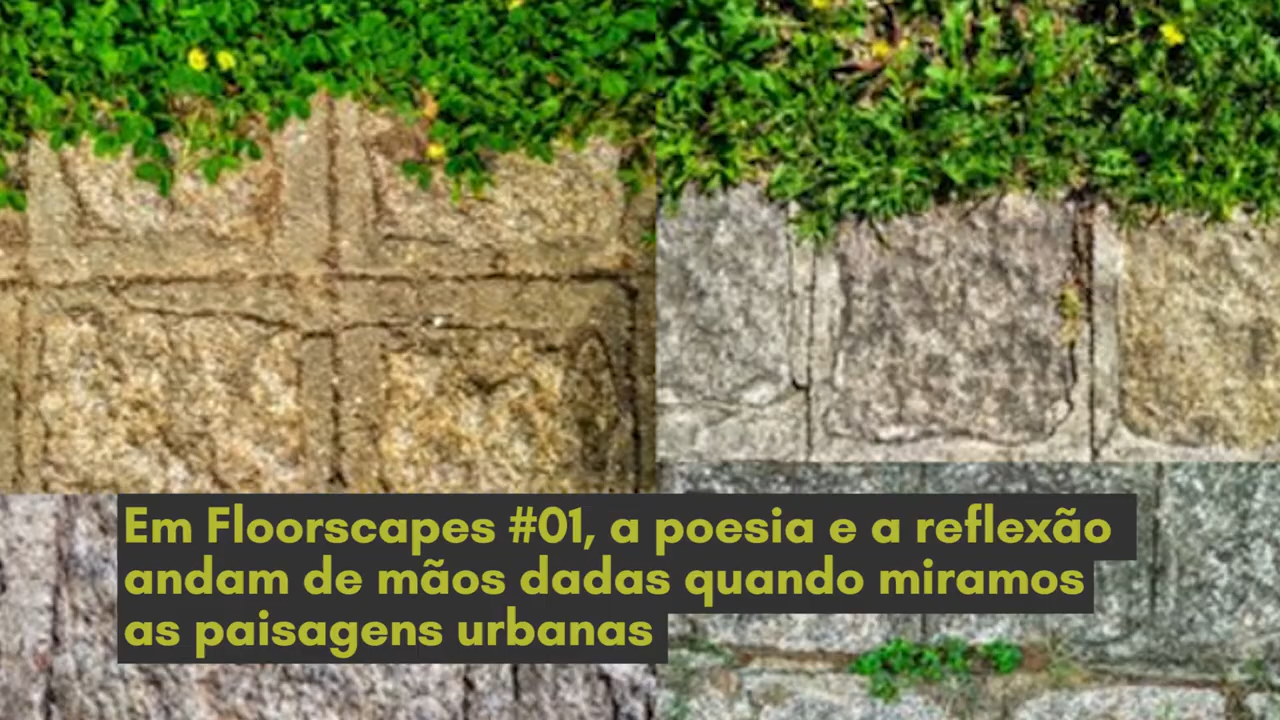 Em Floorscapes #01, a poesia e a reflexão
andam de mãos dadas quando miramos
as paisagens urbanas